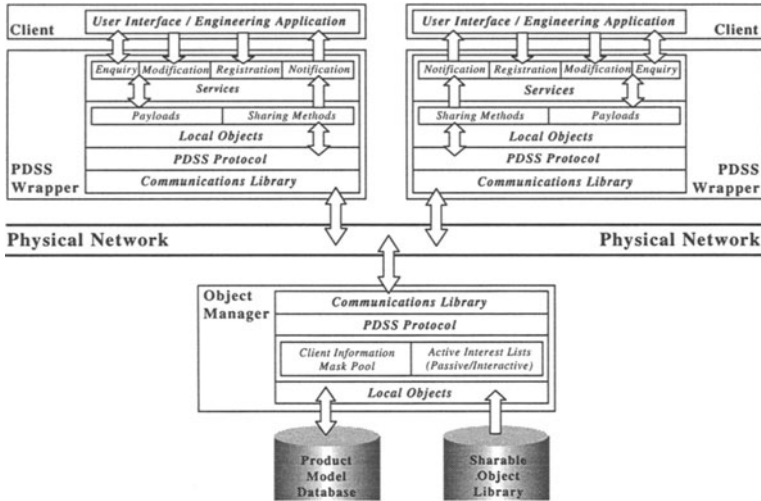 User Interface / Engineering Application
Client
Enquiry Modification Registration Notification
Services
Payloads Sharing Methods
Local Objects
PDSS Protocol
Communications Library
PDSS
Wrapper
User Interface / Engineering Application
Client
Notification Registration Modification Enquiry
Services
Sharing Methods Payloads
Local Objects
PDSS Protocol
Communications Library
PDSS
Wrapper
Physical Network Physical Network
Object
Manager
Communications Library
PDSS Protocol
Client Information
Mask Pool
Active Interest Lists
(Passive/Interactive)
Local Objects
Product
Model
Database
Sharable
Object
Library